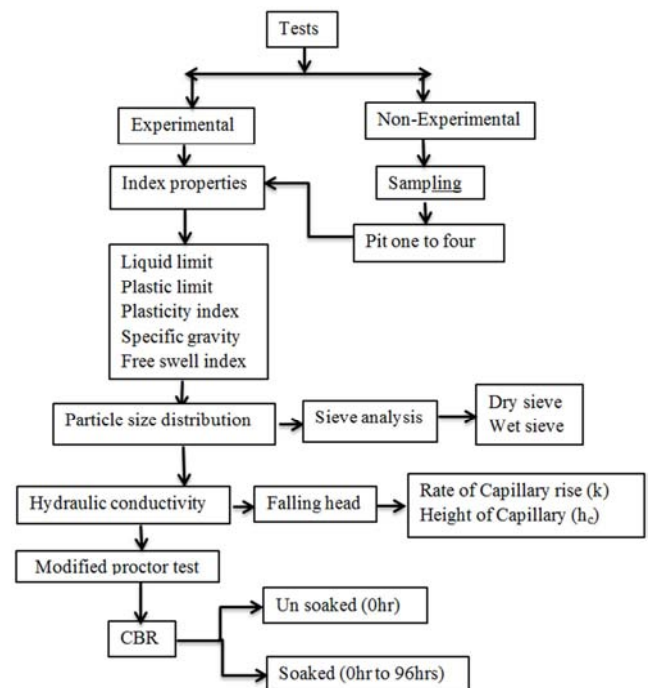 Tests
Experimental
Non-Experimental
Index properties
Sampling
Pit one to four
Liquid limit
Plastic limit
Plasticity index
Specific gravity
Free swell index
Particle size distribution
Sieve analysis
Dry sieve
Wet sieve
Hydraulic conductivity
Falling head
Rate of Capillary rise (k)
Height of Capillary (hc)
Modified proctor test
Un soaked (0hr)
CBR
Soaked (0hr to 96hrs)